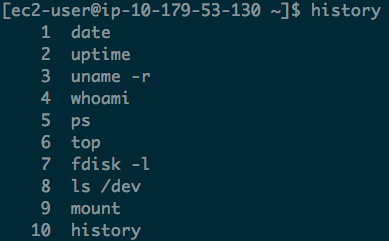 [ec2-user@ip-10-179-53-130 ~]$ history
1 date
2 uptime
3 uname -r
4 whoami
5 ps
6 top
7 fdisk -l
8 ls /dev
9 mount
10 history